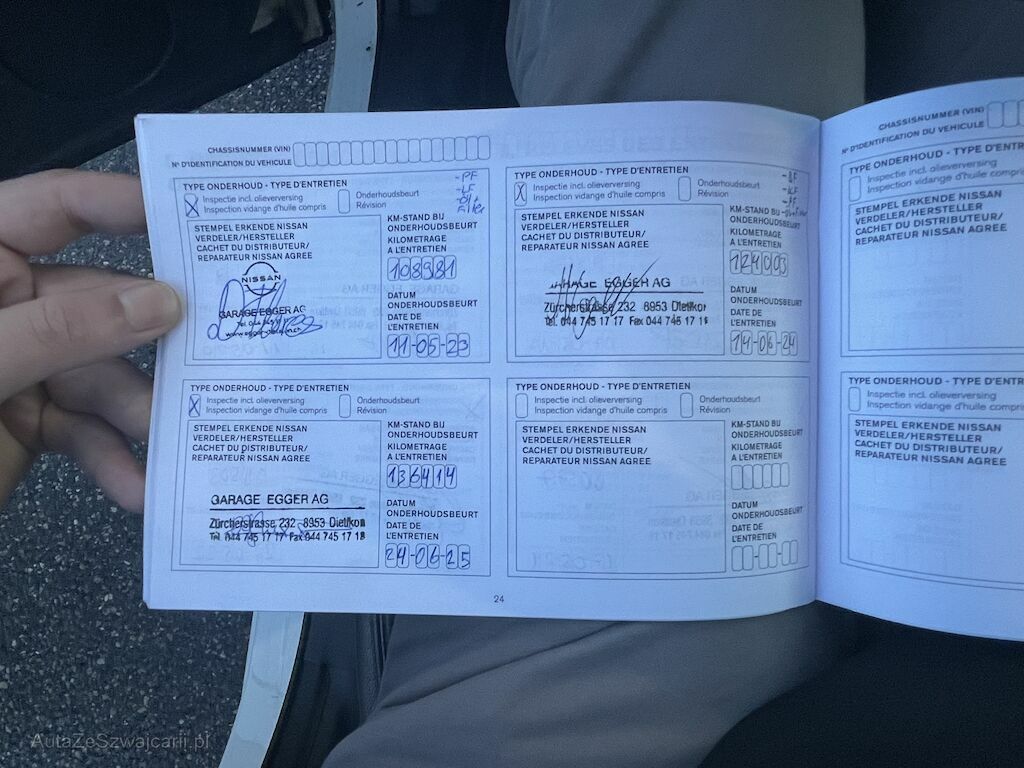 CHASSISNUMMER (VIN)
N° D'IDENTIFICATION DU VEHICULE
TYPE ONDERHOUD - TYPE D'ENTRETIEN
X
Inspectie incl. olieverversing
Inspection vidange d'huile compris
Onderhoudsbeurt
Révision
-PF
-LF
-Öl+
Filter
STEMPEL ERKENDE NISSAN
VERDELER/HERSTELLER
CACHET DU DISTRIBUTEUR/
REPARATEUR NISSAN AGREE
NISSAN
GARAGE EGGER AG
KM-STAND BIJ
ONDERHOUDSBEURT
KILOMETRAGE
A L'ENTRETIEN
108981
DATUM
ONDERHOUDSBEURT
DATE DE
L'ENTRETIEN
11-05-23
TYPE ONDERHOUD - TYPE D'ENTRETIEN
X
Inspectie incl. olieverversing
Inspection vidange d'huile compris
Onderhoudsbeurt
Révision
STEMPEL ERKENDE NISSAN
VERDELER/HERSTELLER
CACHET DU DISTRIBUTEUR/
REPARATEUR NISSAN AGREE
GARAGE EGGER AG
Zürcherstrasse 232 8953 Dietikon
Tel. 044 745 17 17 Fax 044 745 17 1
KM-STAND BIJ
ONDERHOUDSBEURT
KILOMETRAGE
A L'ENTRETIEN
124003
DATUM
ONDERHOUDSBEURT
DATE DE
L'ENTRETIEN
14-06-24
TYPE ONDERHOUD - TYPE D'ENTRETIEN
X
Inspectie incl. olieverversing
Inspection vidange d'huile compris
Onderhoudsbeurt
Révision
STEMPEL ERKENDE NISSAN
VERDELER/HERSTELLER
CACHET DU DISTRIBUTEUR/
REPARATEUR NISSAN AGREE
GARAGE EGGER AG
Zürcherstrasse 232 8953 Dietikon
Tel. 044 745 17 17 Fax 044 745 17 18
KM-STAND BIJ
ONDERHOUDSBEURT
KILOMETRAGE
A L'ENTRETIEN
136414
DATUM
ONDERHOUDSBEURT
DATE DE
L'ENTRETIEN
24-06-25
TYPE ONDERHOUD - TYPE D'ENTRETIEN
Inspectie incl. olieverversing
Inspection vidange d'huile compris
Onderhoudsbeurt
Révision
STEMPEL ERKENDE NISSAN
VERDELER/HERSTELLER
CACHET DU DISTRIBUTEUR/
REPARATEUR NISSAN AGREE
KM-STAND BIJ
ONDERHOUDSBEURT
KILOMETRAGE
A L'ENTRETIEN
DATUM
ONDERHOUDSBEURT
DATE DE
L'ENTRETIEN
24
CHASSISNUMMER (VIN)
N° D'IDENTIFICATION DU VEHICULE
TYPE ONDERHOUD - TYPE D'ENTR
Inspectie incl. olieverversing
Inspection vidange d'huile compris
STEMPEL ERKENDE NISSAN
VERDELER/HERSTELLER
CACHET DU DISTRIBUTEUR/
REPARATEUR NISSAN AGREE
TYPE ONDERHOUD - TYPE D'ENTR
Inspectie incl. olieverversing
Inspection vidange d'huile compris
STEMPEL ERKENDE NISSAN
VERDELER/HERSTELLER
CACHET DU DISTRIBUTEUR/
REPARATEUR NISSAN AGREE
AutaZeSzwajcarii.pl